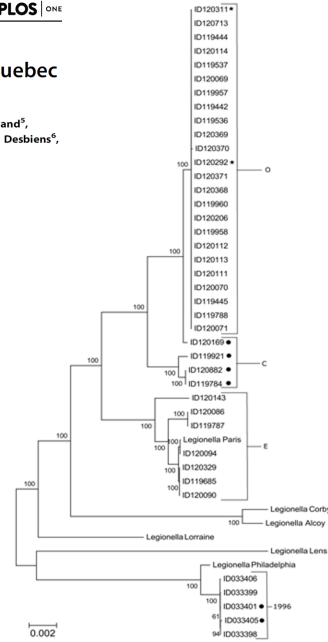 PLOS | ONE
uebec
and5,
Desbiens6,
ID120311*
ID120713
ID119444
ID120114
ID119537
ID120069
ID119957
ID119442
ID119536
ID120369
ID120370
100 ID120292*
ID120371 O
ID120368
ID119960
ID120206
ID119958
ID120112
100 ID120113
ID120111
ID120070
ID119445
100 ID119788
ID120071
ID120169●
ID119921●
100 100 ID120882● C
100 ID119784●
ID120143
ID120086
100 ID119787
100 Legionella Paris
100 ID120094 E
100 ID120329
ID119685
100 ID120090
Legionella Corby
100 Legionella Alcoy
Legionella Lorraine
100 Legionella Lens
Legionella Philadelphia
100 ID033406
ID033399
100 ID033401● 1996
61 ID033405●
94 ID033398
0.002